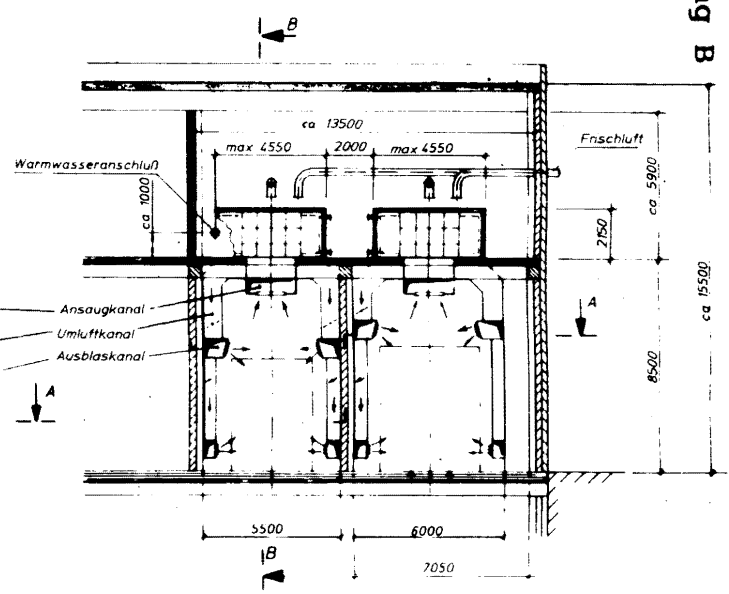 ng B
B
ca 13500
max 4550
2000
max 4550
Frischluft
Warmwasseranschluß
ca 1000
ca 5900
2150
ca 15500
Ansaugkanal
Umluftkanal
Ausblaskanal
A
A
8500
5500
6000
B
7050